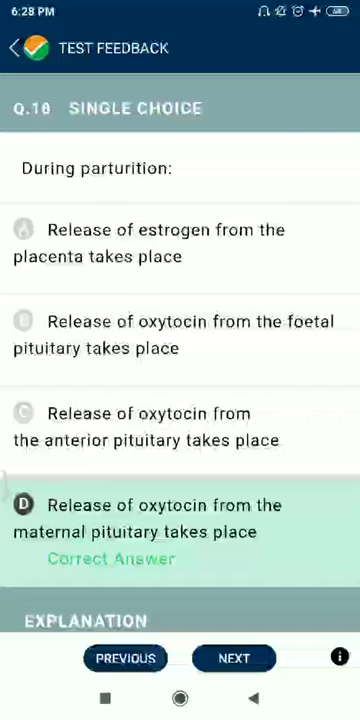 6:28 PM
TEST FEEDBACK
Q.18 SINGLE CHOICE
During parturition:
A Release of estrogen from the
placenta takes place
B Release of oxytocin from the foetal
pituitary takes place
C Release of oxytocin from
the anterior pituitary takes place
D Release of oxytocin from the
maternal pituitary takes place
Correct Answer
EXPLANATION
PREVIOUS
NEXT